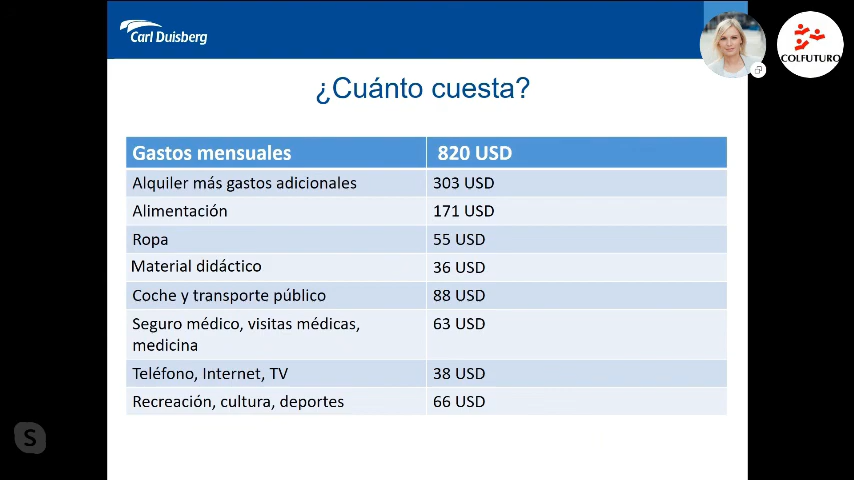 Carl Duisberg
COLFUTURO
¿Cuánto cuesta?
Gastos mensuales 820 USD
Alquiler más gastos adicionales 303 USD
Alimentación 171 USD
Ropa 55 USD
Material didáctico 36 USD
Coche y transporte público 88 USD
Seguro médico, visitas médicas, 63 USD
medicina
Teléfono, Internet, TV 38 USD
Recreación, cultura, deportes 66 USD
S